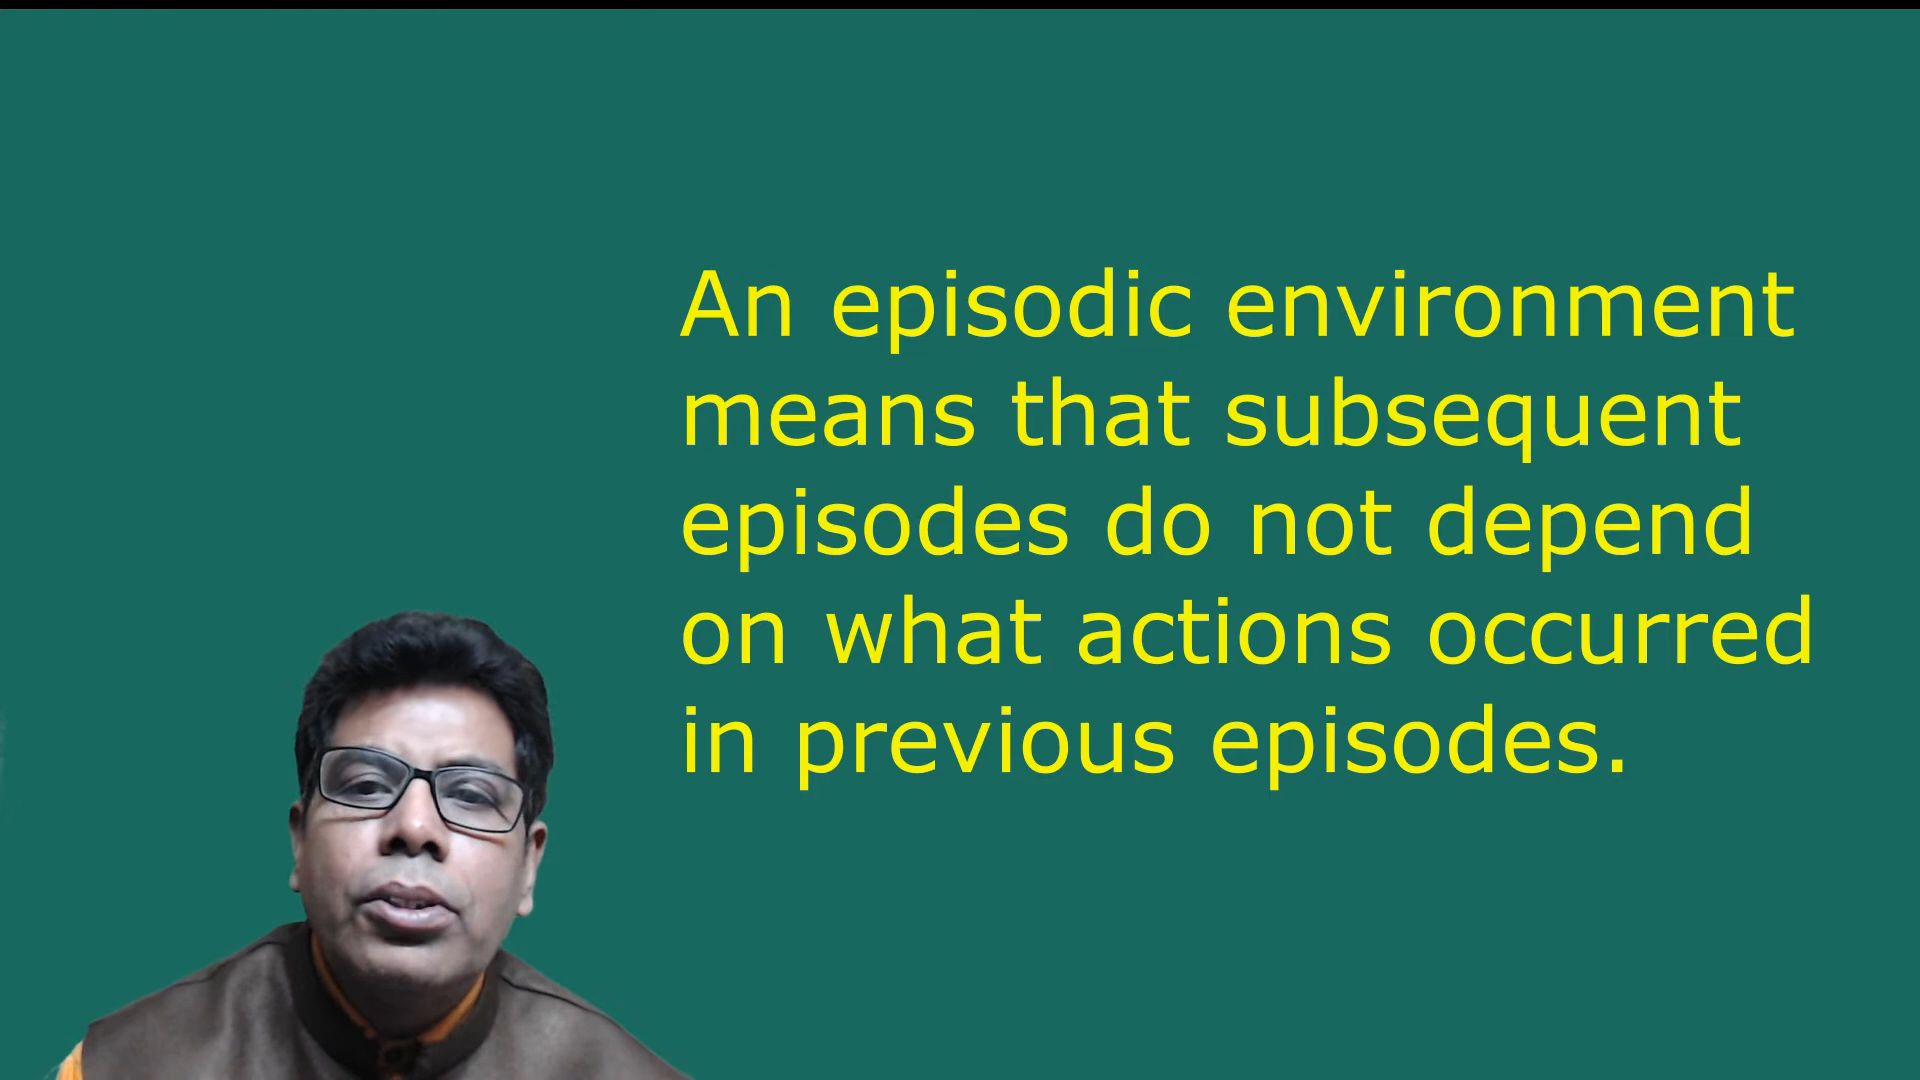 An episodic environment
means that subsequent
episodes do not depend
on what actions occurred
in previous episodes.